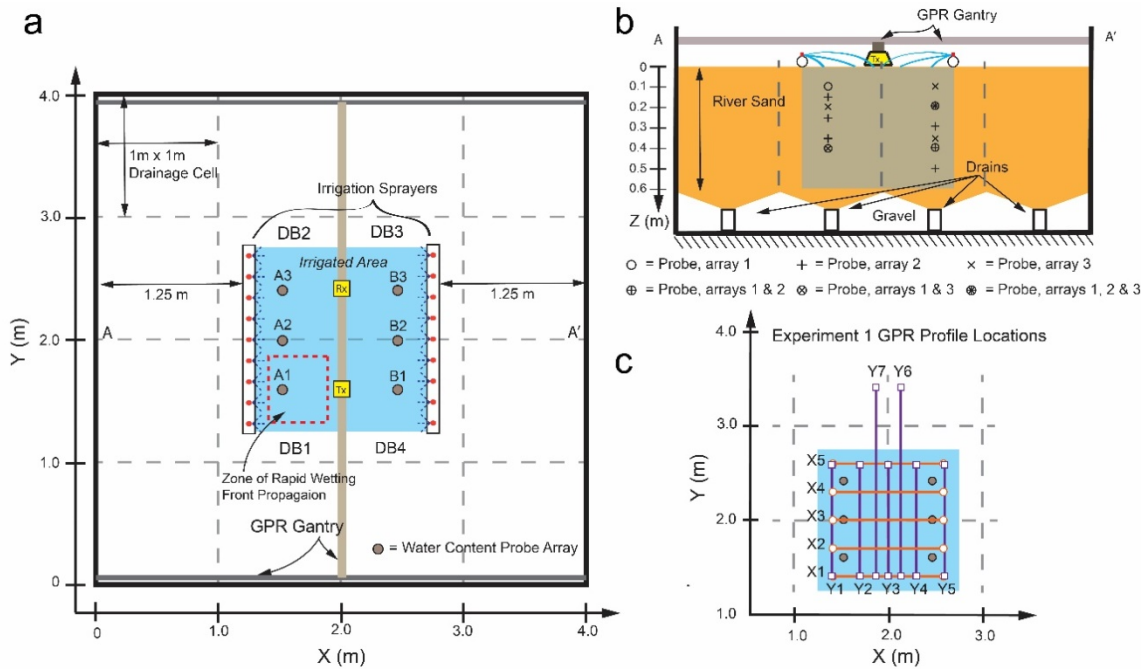 a
4.0
3.0
2.0
1.0
0
Y (m)
0
1.0
2.0
3.0
4.0
X (m)
1m x 1m
Drainage Cell
Irrigation Sprayers
DB2
DB3
Irrigated Area
A3
B3
Rx
1.25 m
1.25 m
A
A2
B2
A'
A1
B1
Tx
DB1
DB4
Zone of Rapid Wetting
Front Propagaion
GPR Gantry
= Water Content Probe Array
b
GPR Gantry
A
A'
Tx
0
0.1
0.2
0.3
0.4
0.5
0.6
Z (m)
River Sand
Drains
Gravel
= Probe, array 1
= Probe, array 2
= Probe, array 3
= Probe, arrays 1 & 2
= Probe, arrays 1 & 3
= Probe, arrays 1, 2 & 3
c
Experiment 1 GPR Profile Locations
4.0
3.0
2.0
1.0
Y (m)
Y7
Y6
X5
X4
X3
X2
X1
Y1
Y2
Y3
Y4
Y5
1.0
2.0
3.0
X (m)